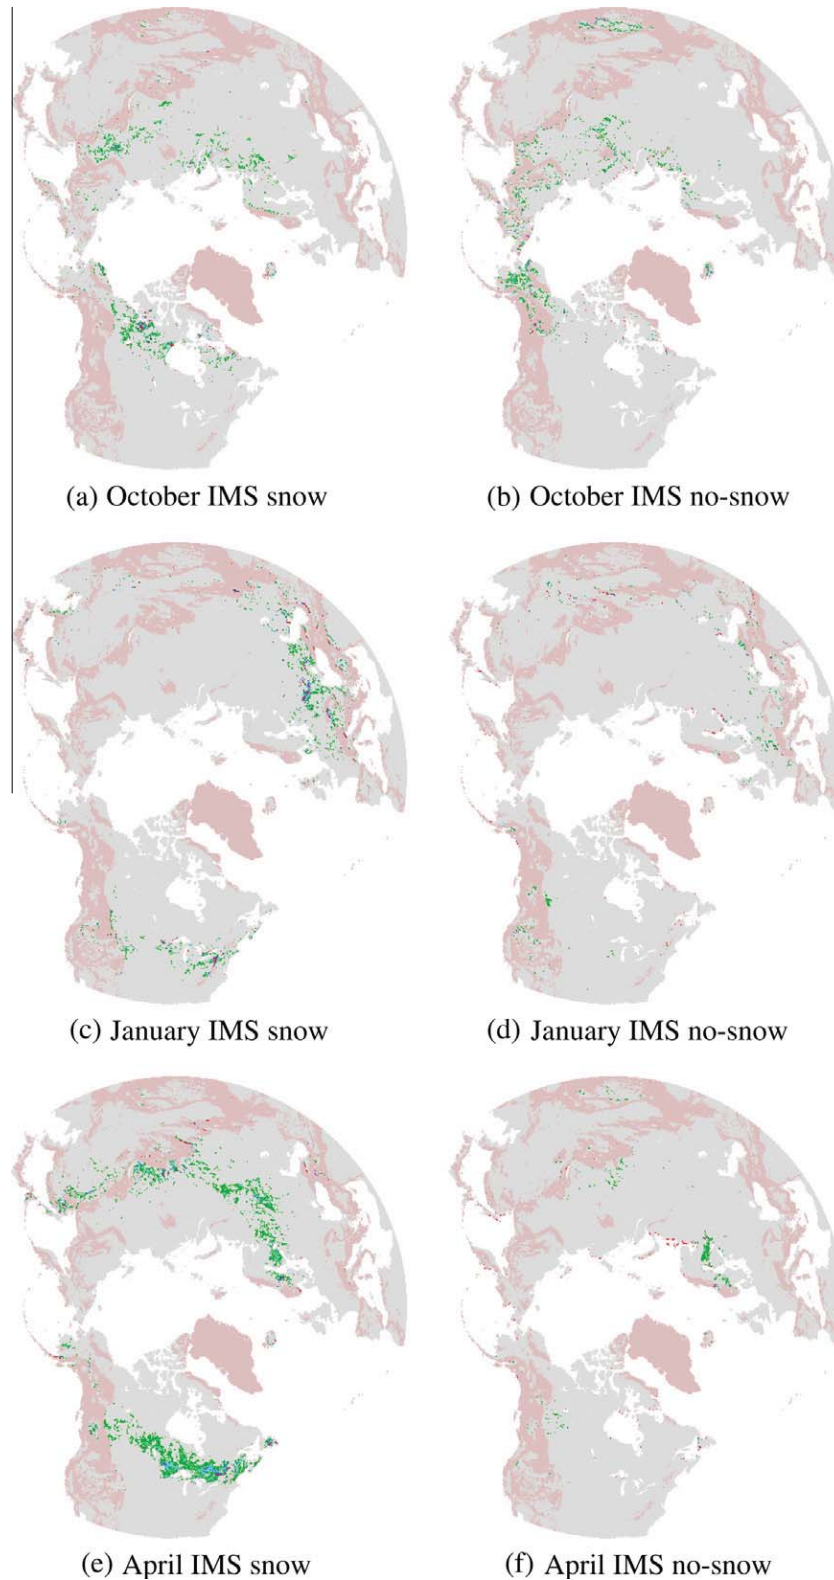 (a) October IMS snow
(b) October IMS no-snow
(c) January IMS snow
(d) January IMS no-snow
(e) April IMS snow
(f) April IMS no-snow